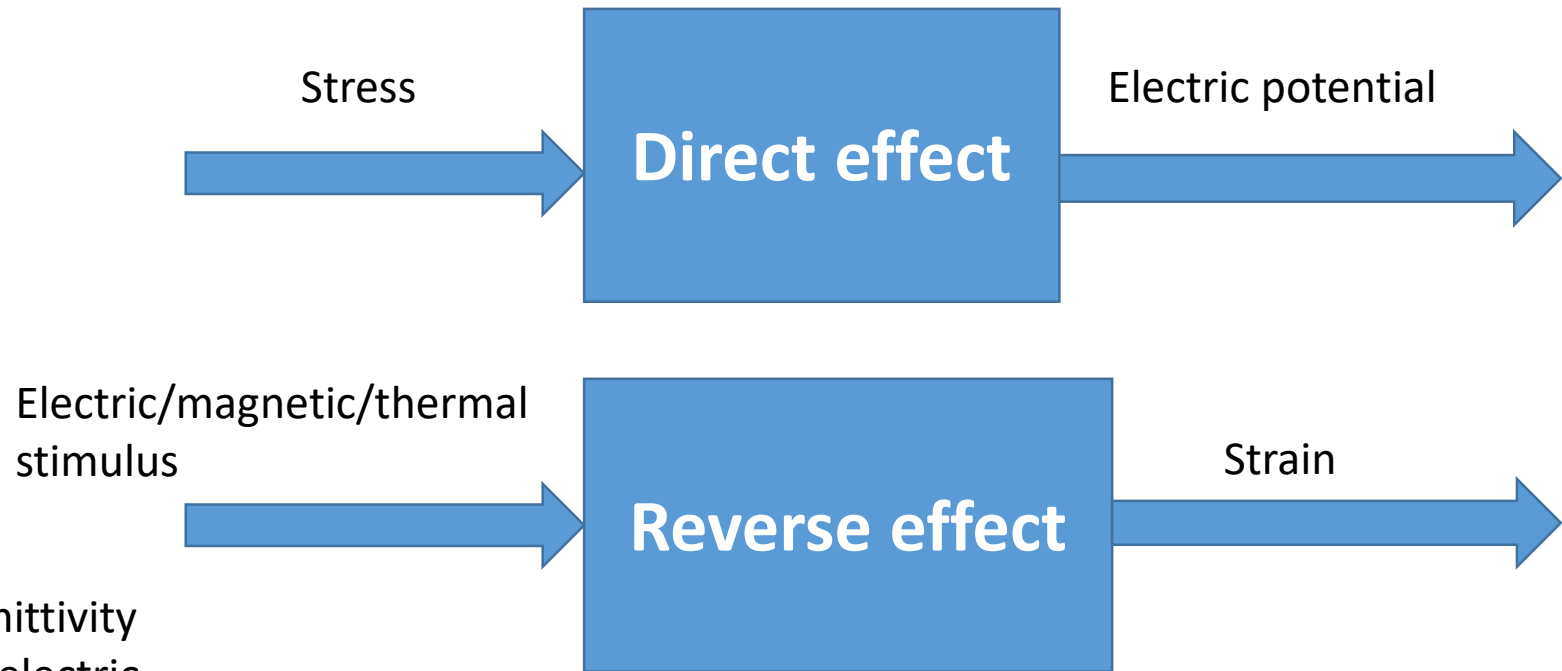 Stress
Electric potential
Direct effect
Electric/magnetic/thermal
stimulus
Strain
Reverse effect